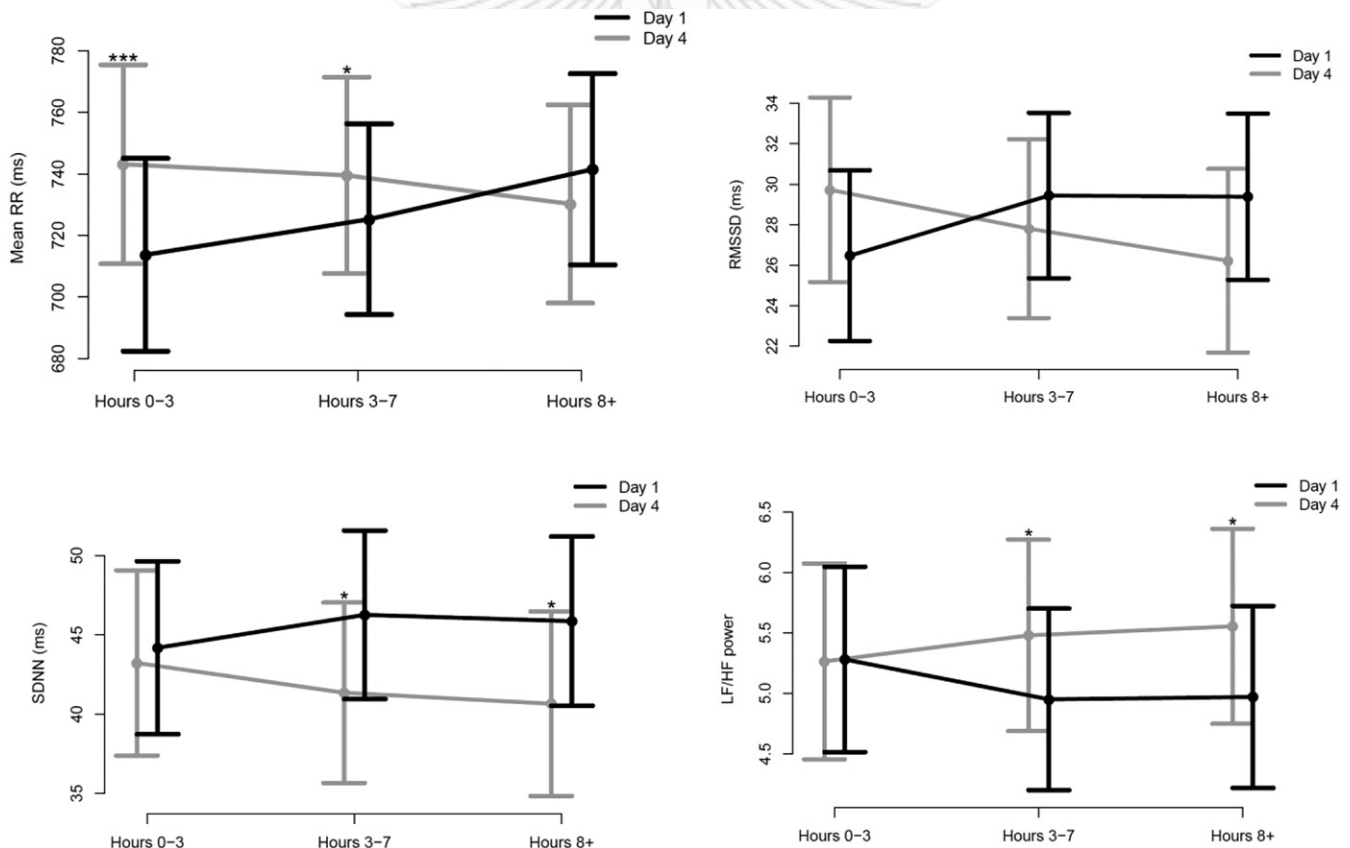 Day 1
Day 4
Mean RR (ms)
780
760
740
720
700
680
***
*
Hours 0−3
Hours 3−7
Hours 8+
Day 1
Day 4
RMSSD (ms)
34
32
30
28
26
24
22
Hours 0−3
Hours 3−7
Hours 8+
Day 1
Day 4
SDNN (ms)
50
45
40
35
*
*
Hours 0−3
Hours 3−7
Hours 8+
Day 1
Day 4
LF/HF power
6.5
6.0
5.5
5.0
4.5
*
*
Hours 0−3
Hours 3−7
Hours 8+